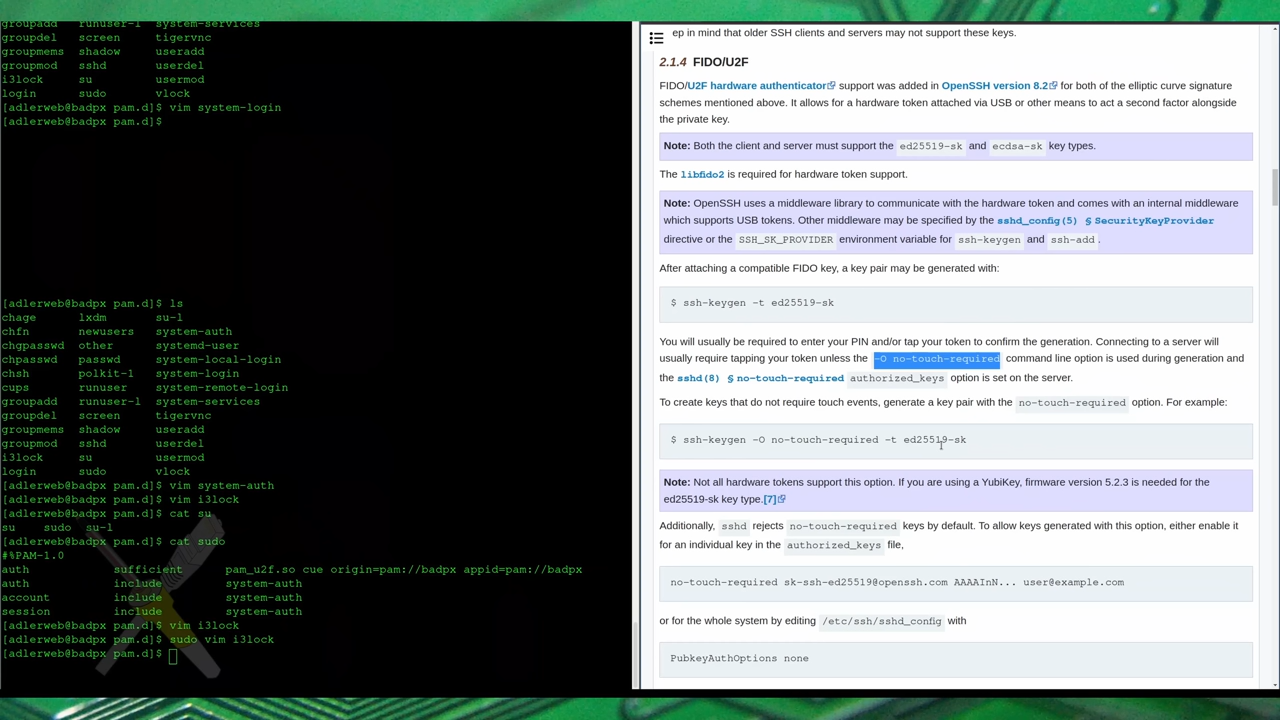 groupadd runuser-l system-services
groupdel screen tigervnc
groupmems shadow useradd
groupmod sshd userdel
i3lock su usermod
login sudo vlock
[adlerweb@badpx pam.d]$ vim system-login
[adlerweb@badpx pam.d]$
[adlerweb@badpx pam.d]$ ls
chage lxdm su-l
chfn newusers system-auth
chgpasswd other systemd-user
chpasswd passwd system-local-login
chsh polkit-1 system-login
cups runuser system-remote-login
groupadd runuser-l system-services
groupdel screen tigervnc
groupmems shadow useradd
groupmod sshd userdel
i3lock su usermod
login sudo vlock
[adlerweb@badpx pam.d]$ vim system-auth
[adlerweb@badpx pam.d]$ vim i3lock
[adlerweb@badpx pam.d]$ cat su
su sudo su-l
[adlerweb@badpx pam.d]$ cat sudo
#%PAM-1.0
auth sufficient pam_u2f.so cue origin=pam://badpx appid=pam://badpx
auth include system-auth
account include system-auth
session include system-auth
[adlerweb@badpx pam.d]$ vim i3lock
[adlerweb@badpx pam.d]$ sudo vim i3lock
[adlerweb@badpx pam.d]$
ep in mind that older SSH clients and servers may not support these keys.
2.1.4 FIDO/U2F
FIDO/U2F hardware authenticator support was added in OpenSSH version 8.2 for both of the elliptic curve signature
schemes mentioned above. It allows for a hardware token attached via USB or other means to act a second factor alongside
the private key.
Note: Both the client and server must support the ed25519-sk and ecdsa-sk key types.
The libfido2 is required for hardware token support.
Note: OpenSSH uses a middleware library to communicate with the hardware token and comes with an internal middleware
which supports USB tokens. Other middleware may be specified by the sshd_config(5) § SecurityKeyProvider
directive or the SSH_SK_PROVIDER environment variable for ssh-keygen and ssh-add.
After attaching a compatible FIDO key, a key pair may be generated with:
$ ssh-keygen -t ed25519-sk
You will usually be required to enter your PIN and/or tap your token to confirm the generation. Connecting to a server will
usually require tapping your token unless the -O no-touch-required command line option is used during generation and
the sshd(8) § no-touch-required authorized_keys option is set on the server.
To create keys that do not require touch events, generate a key pair with the no-touch-required option. For example:
$ ssh-keygen -O no-touch-required -t ed25519-sk
Note: Not all hardware tokens support this option. If you are using a YubiKey, firmware version 5.2.3 is needed for the
ed25519-sk key type.[7]
Additionally, sshd rejects no-touch-required keys by default. To allow keys generated with this option, either enable it
for an individual key in the authorized_keys file,
no-touch-required sk-ssh-ed25519@openssh.com AAAAInN... user@example.com
or for the whole system by editing /etc/ssh/sshd_config with
PubkeyAuthOptions none